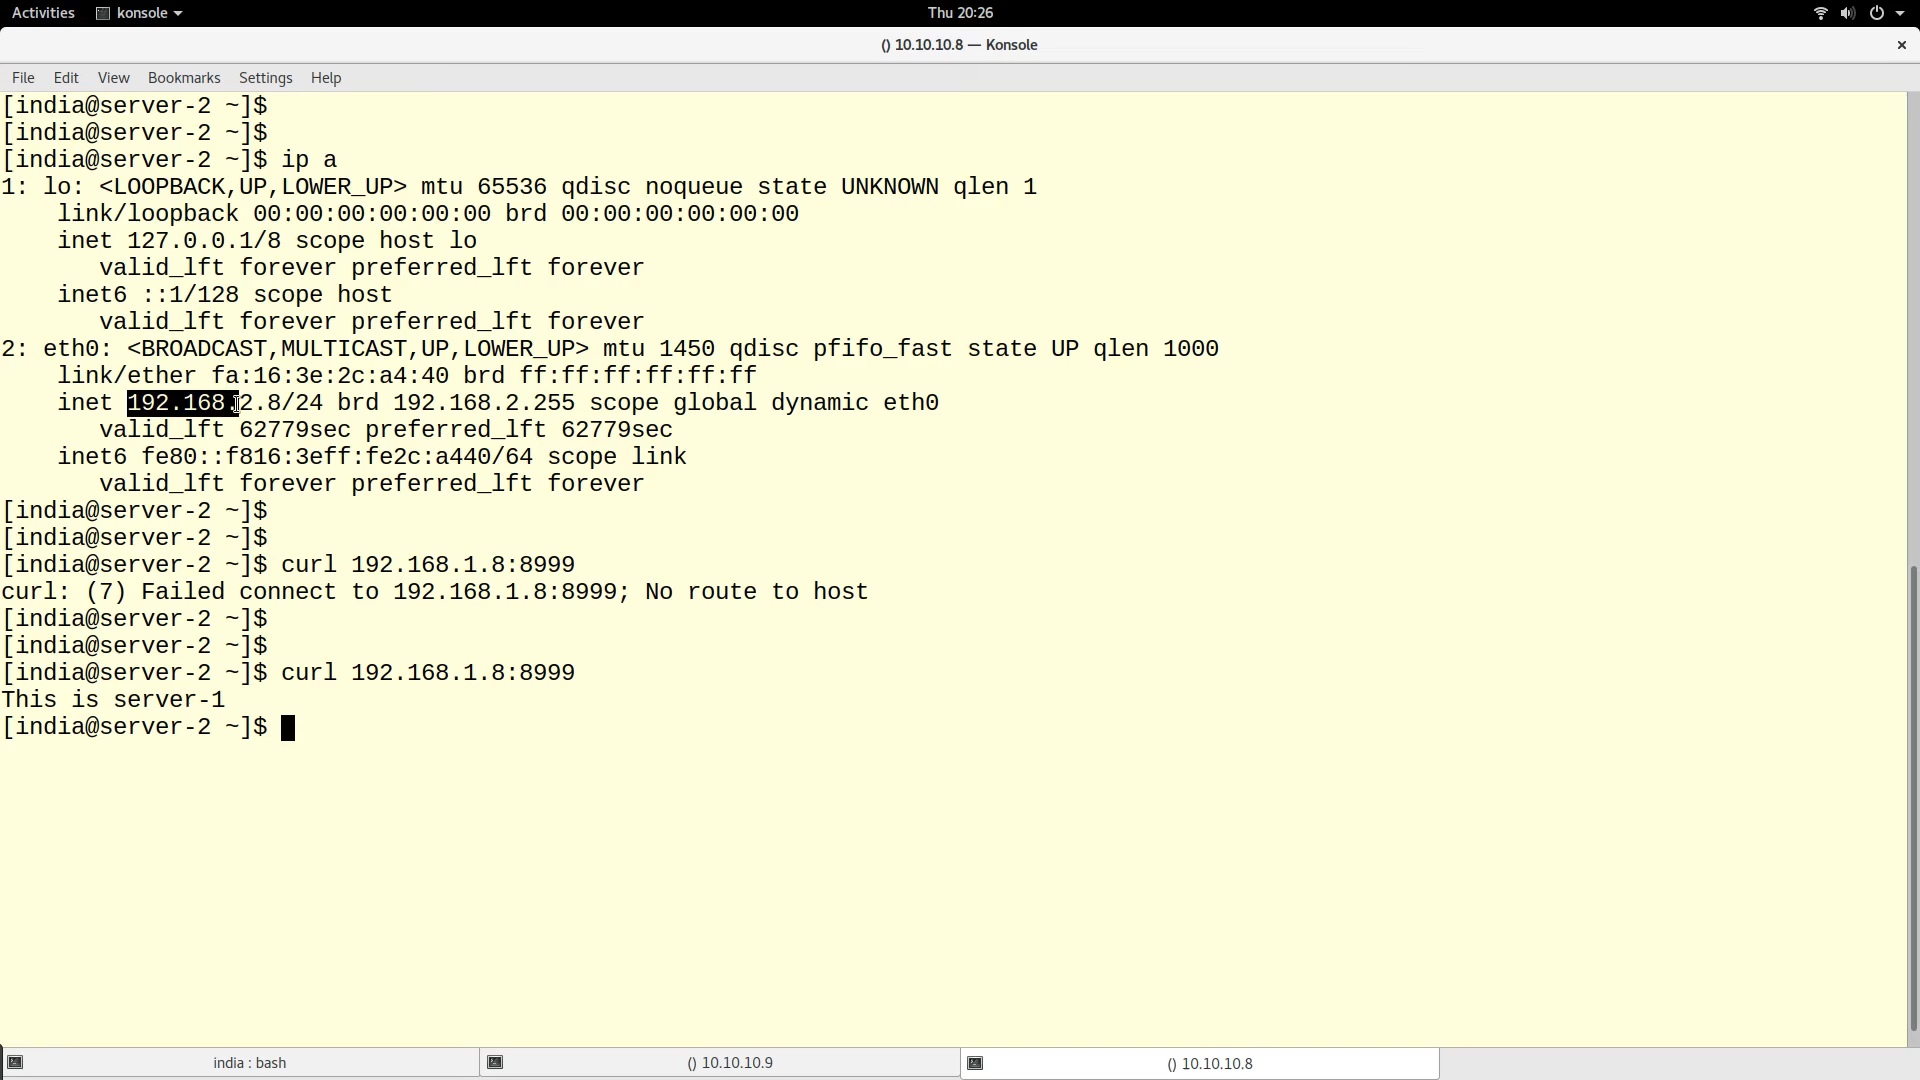 Activities konsole Thu 20:26
() 10.10.10.8 — Konsole
File Edit View Bookmarks Settings Help
[india@server-2 ~]$
[india@server-2 ~]$
[india@server-2 ~]$ ip a
1: lo: <LOOPBACK,UP,LOWER_UP> mtu 65536 qdisc noqueue state UNKNOWN qlen 1
    link/loopback 00:00:00:00:00:00 brd 00:00:00:00:00:00
    inet 127.0.0.1/8 scope host lo
       valid_lft forever preferred_lft forever
    inet6 ::1/128 scope host
       valid_lft forever preferred_lft forever
2: eth0: <BROADCAST,MULTICAST,UP,LOWER_UP> mtu 1450 qdisc pfifo_fast state UP qlen 1000
    link/ether fa:16:3e:2c:a4:40 brd ff:ff:ff:ff:ff:ff
    inet 192.168.2.8/24 brd 192.168.2.255 scope global dynamic eth0
       valid_lft 62779sec preferred_lft 62779sec
    inet6 fe80::f816:3eff:fe2c:a440/64 scope link
       valid_lft forever preferred_lft forever
[india@server-2 ~]$
[india@server-2 ~]$
[india@server-2 ~]$ curl 192.168.1.8:8999
curl: (7) Failed connect to 192.168.1.8:8999; No route to host
[india@server-2 ~]$
[india@server-2 ~]$
[india@server-2 ~]$ curl 192.168.1.8:8999
This is server-1
[india@server-2 ~]$
india : bash () 10.10.10.9 () 10.10.10.8